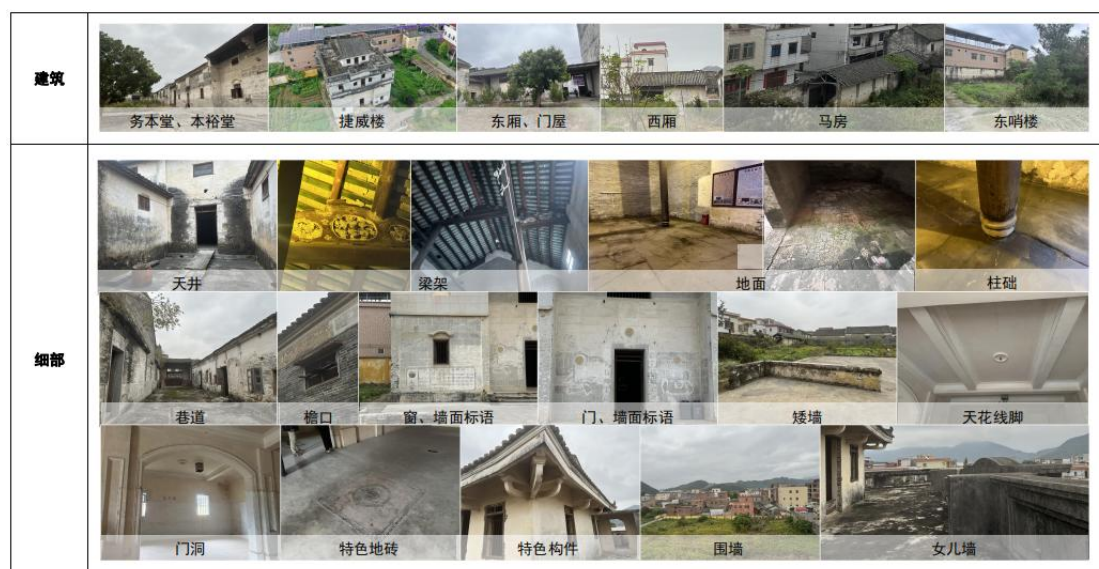 建筑
务本堂、本裕堂
捷威楼
东厢、门屋
西厢
马房
东哨楼
细部
天井
梁架
地面
柱础
巷道
檐口
窗、墙面标语
门、墙面标语
矮墙
天花线脚
门洞
特色地砖
特色构件
围墙
女儿墙